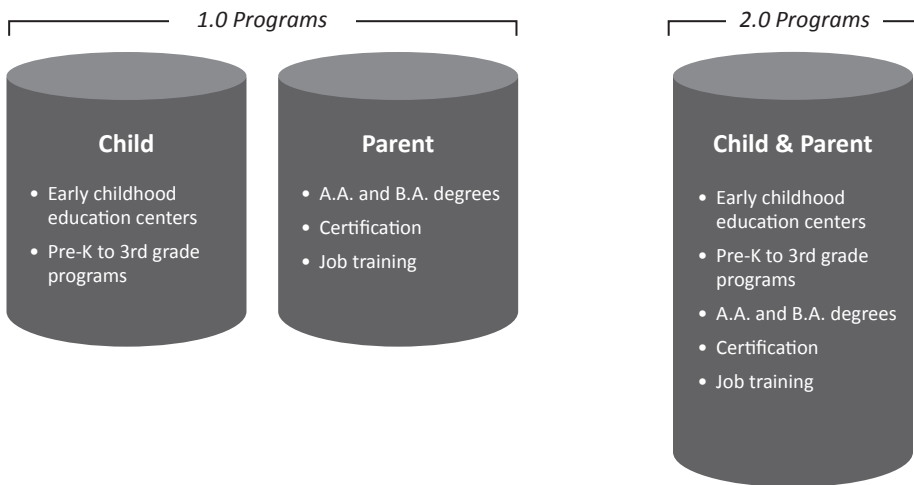 1.0 Programs
Child
• Early childhood
education centers
• Pre-K to 3rd grade
programs
Parent
• A.A. and B.A. degrees
• Certification
• Job training
2.0 Programs
Child & Parent
• Early childhood
education centers
• Pre-K to 3rd grade
programs
• A.A. and B.A. degrees
• Certification
• Job training